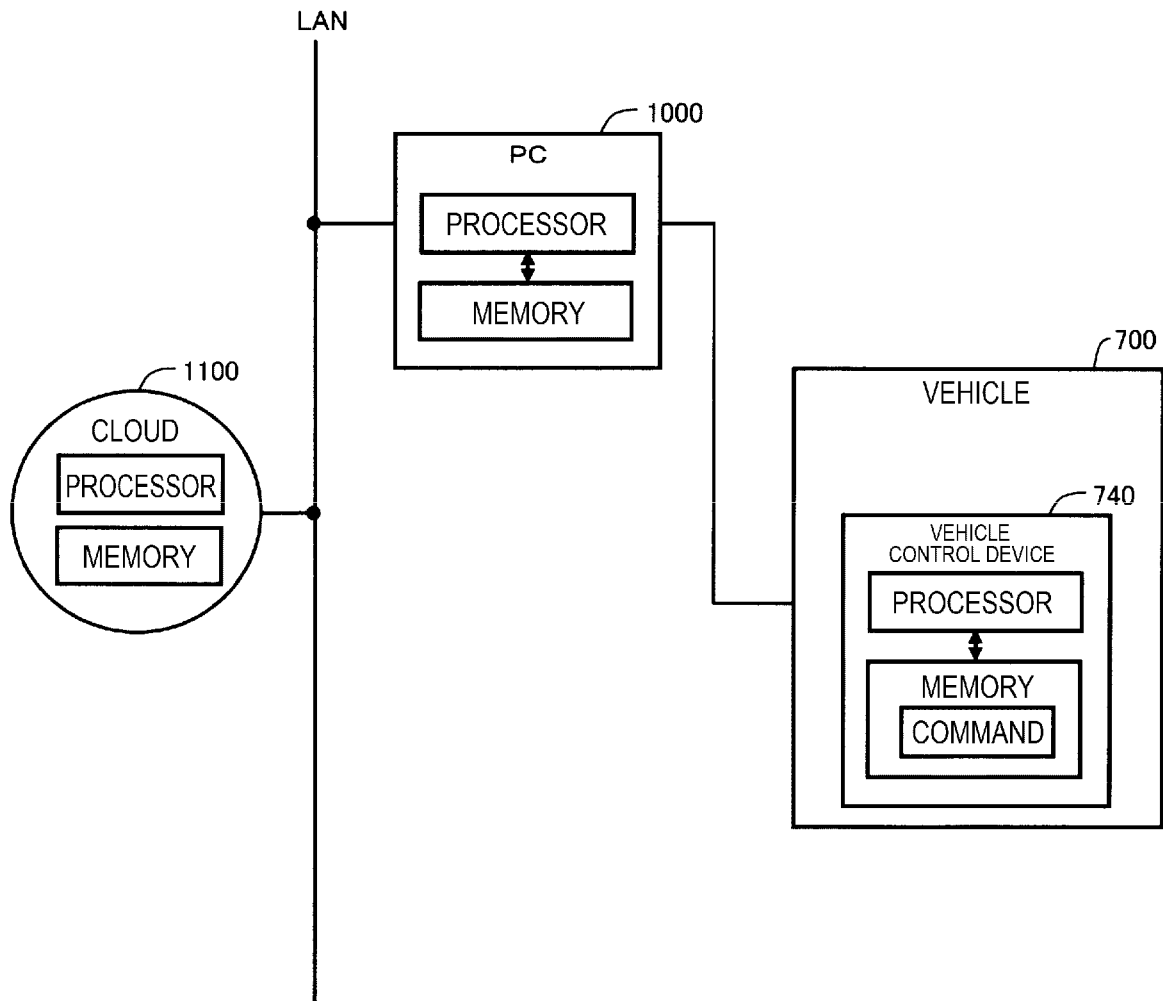 LAN
1000
PC
PROCESSOR
MEMORY
1100
CLOUD
PROCESSOR
MEMORY
700
VEHICLE
740
VEHICLE
CONTROL DEVICE
PROCESSOR
MEMORY
COMMAND